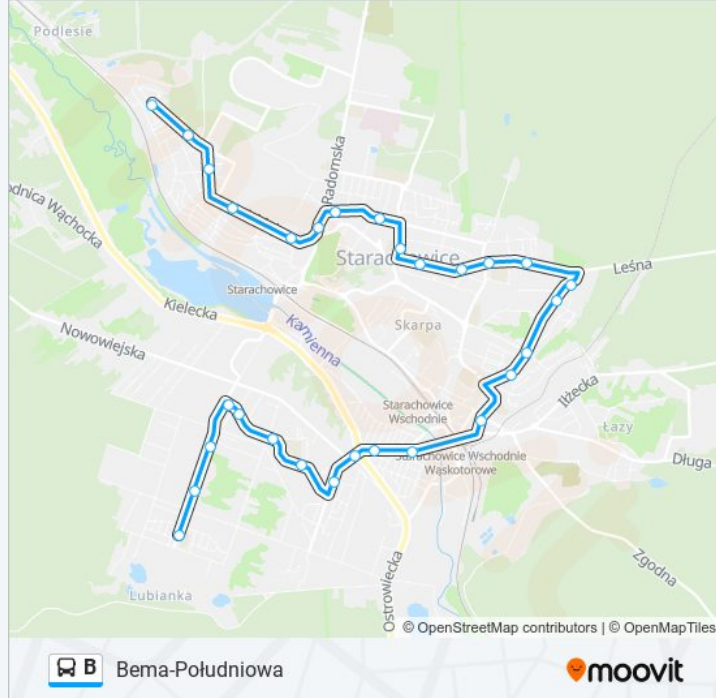 Podlesie
Radomska
odnica Wąchocka
Starachowice
Leśna
Starachowice
Kielecka
Skarpa
Kamienna
Nowowiejska
Iłżecka
Starachowice
Wschodnie
Łazy
Starachowice Wschodnie
Wąskotorowe
Długa
Zgodna
Ostrowiecka
Lubianka
© OpenStreetMap contributors | © OpenMapTiles
B Bema-Południowa
moovit